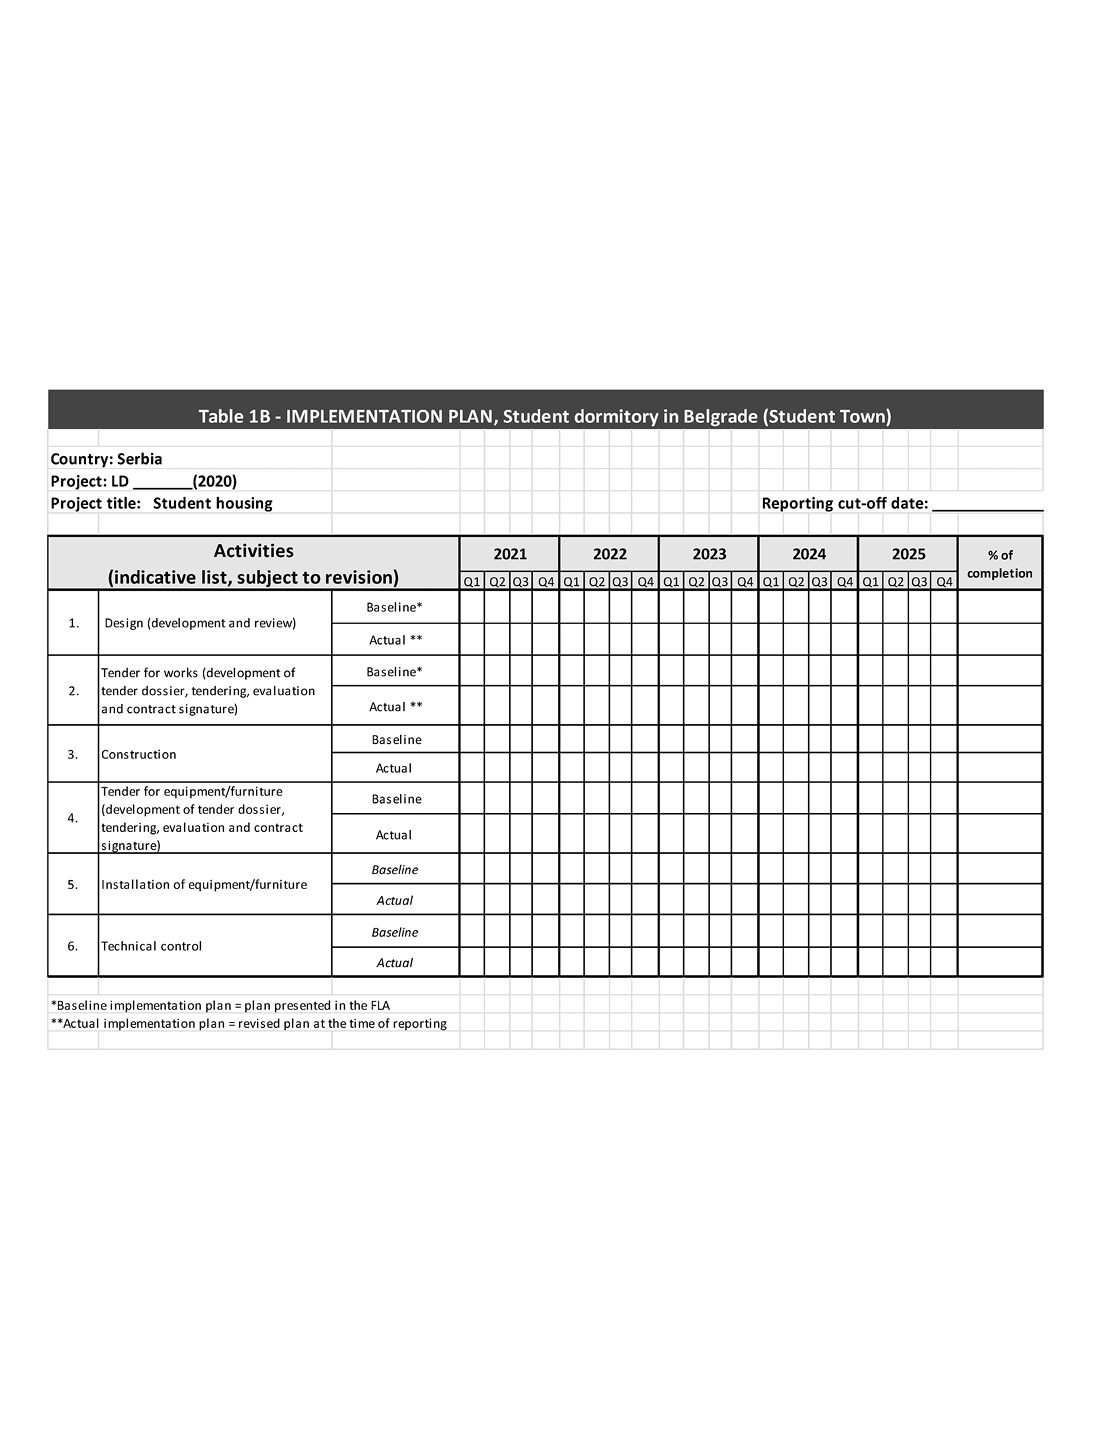 Table 1B - IMPLEMENTATION PLAN, Student dormitory in Belgrade (Student Town)
Country: Serbia
Project: LD _______(2020)
Project title:   Student housing
Reporting cut-off date: _____________
Activities
(indicative list, subject to revision)
2021 2022 2023 2024 2025
% of
completion
Q1 Q2 Q3 Q4 Q1 Q2 Q3 Q4 Q1 Q2 Q3 Q4 Q1 Q2 Q3 Q4 Q1 Q2 Q3 Q4
1. Design (development and review)
Baseline*
Actual **
2.
Tender for works (development of
tender dossier, tendering, evaluation
and contract signature)
Baseline*
Actual **
3. Construction
Baseline
Actual
4.
Tender for equipment/furniture
(development of tender dossier,
tendering, evaluation and contract
signature)
Baseline
Actual
5. Installation of equipment/furniture
Baseline
Actual
6. Technical control
Baseline
Actual
*Baseline implementation plan = plan presented in the FLA
**Actual implementation plan = revised plan at the time of reporting